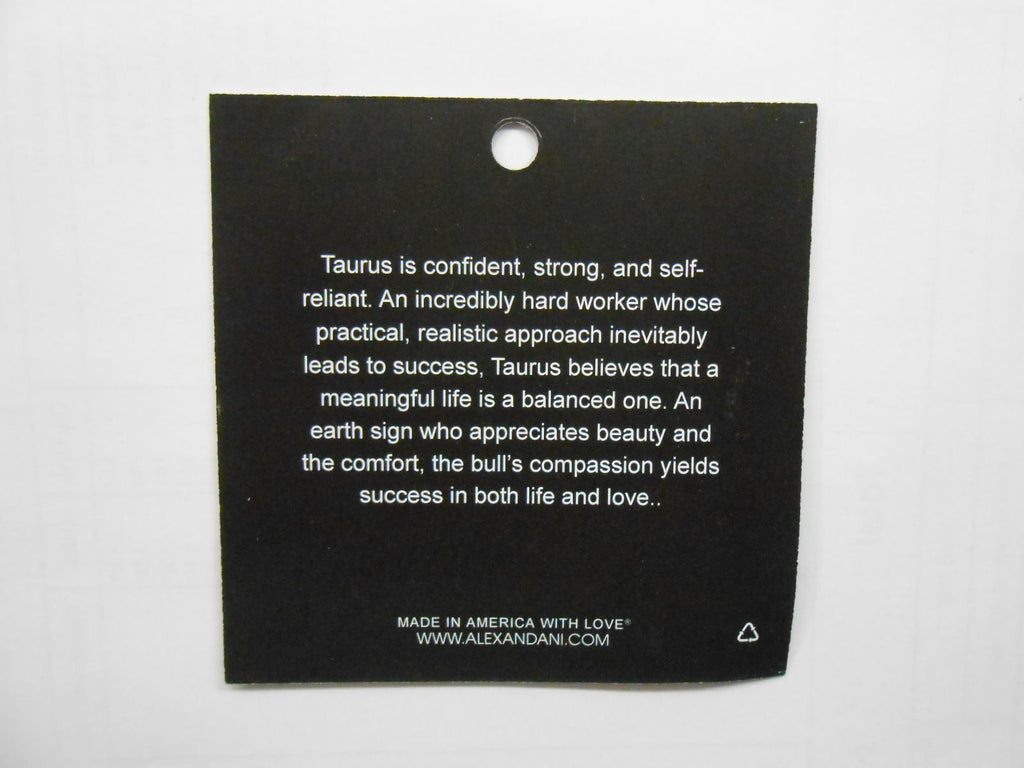 Taurus is confident, strong, and self-
reliant. An incredibly hard worker whose
practical, realistic approach inevitably
leads to success, Taurus believes that a
meaningful life is a balanced one. An
earth sign who appreciates beauty and
the comfort, the bull's compassion yields
success in both life and love..
MADE IN AMERICA WITH LOVE®
WWW.ALEXANDANI.COM